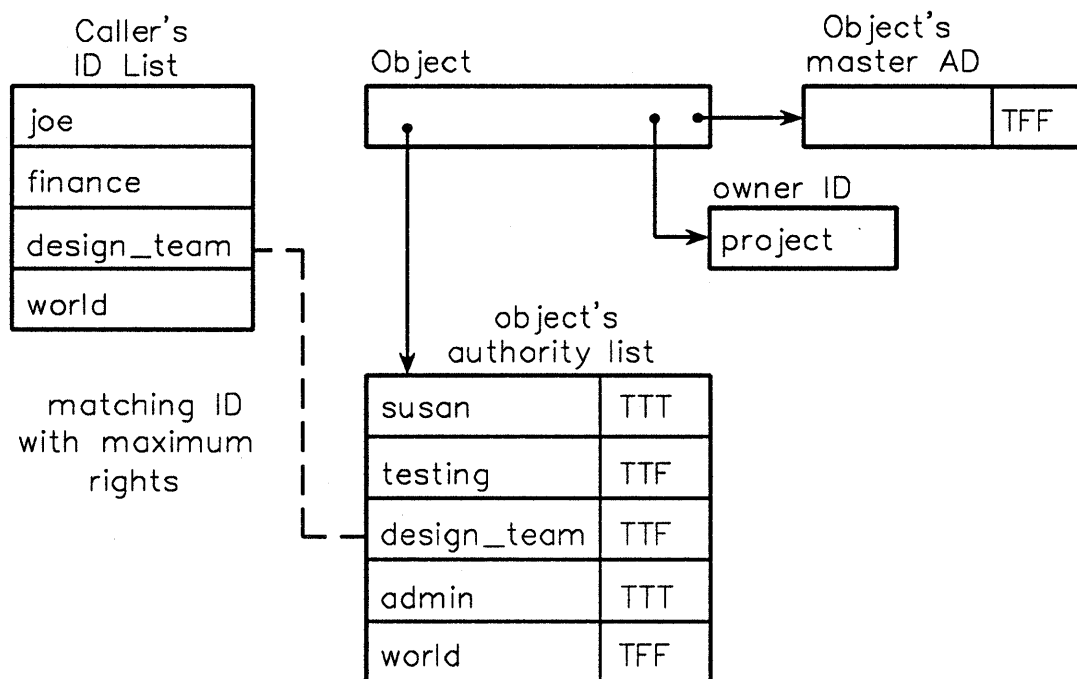 Caller's
ID List
joe
finance
design_team
world
matching ID
with maximum
rights
Object
Object's
master AD
TFF
owner ID
project
object's
authority list
susan TTT
testing TTF
design_team TTF
admin TTT
world TFF